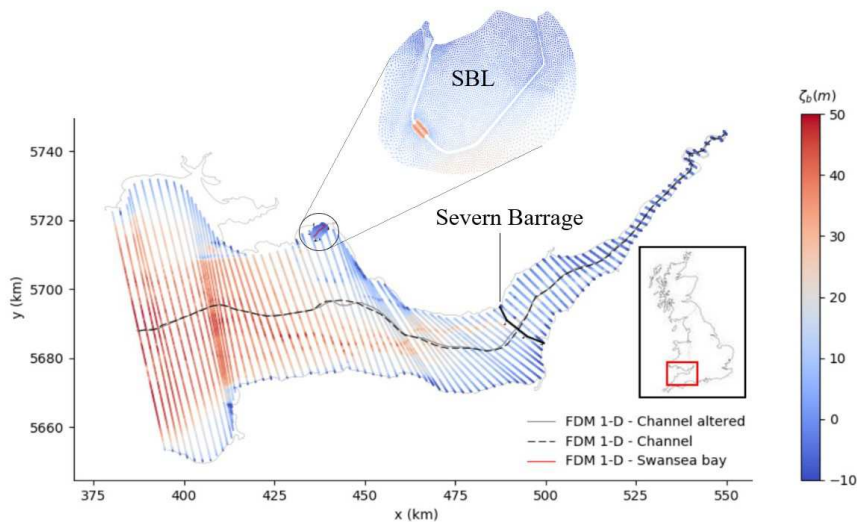 SBL
Severn Barrage
ζb(m)
50
40
30
20
10
0
−10
5740
5720
5700
5680
5660
y (km)
FDM 1-D - Channel altered
FDM 1-D - Channel
FDM 1-D - Swansea bay
375
400
425
450
475
500
525
550
x (km)